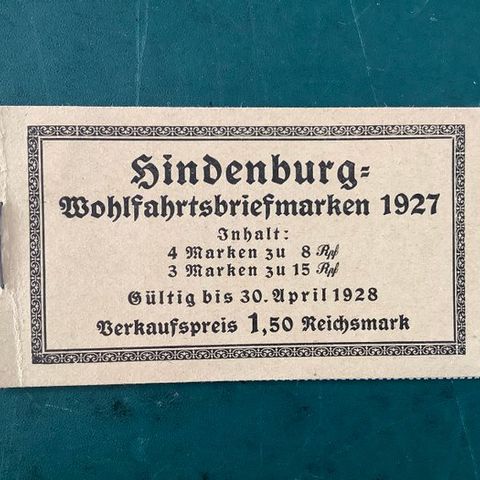 Hindenburg=
Wohlfahrtsbriefmarken 1927
Inhalt:
4 Marken zu 8 Rpf
3 Marken zu 15 Rpf
Gültig bis 30. April 1928
Verkaufspreis 1,50 Reichsmark